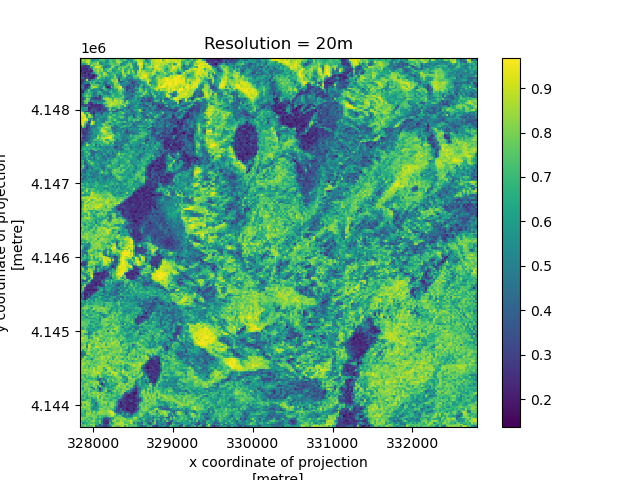 Resolution = 20m
1e6
4.148
4.147
4.146
4.145
4.144
y coordinate of projection
[metre]
328000 329000 330000 331000 332000
x coordinate of projection
[metre]
0.9
0.8
0.7
0.6
0.5
0.4
0.3
0.2